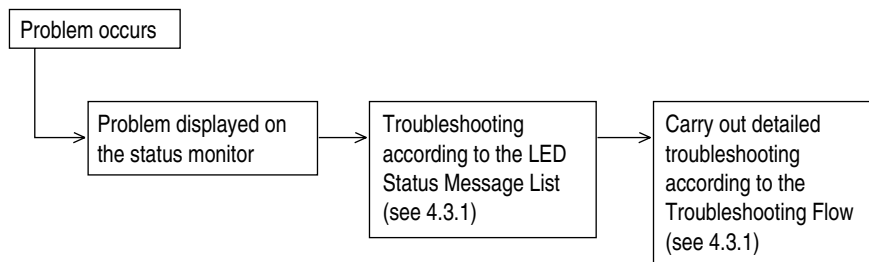 Problem occurs
Problem displayed on
the status monitor
Troubleshooting
according to the LED
Status Message List
(see 4.3.1)
Carry out detailed
troubleshooting
according to the
Troubleshooting Flow
(see 4.3.1)